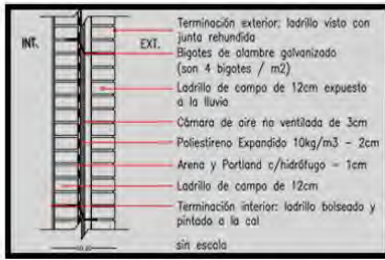 INT.
EXT.
Terminación exterior: ladrillo visto con
junta rehundida
Bigotes de alambre galvanizado
(son 4 bigotes / m2)
Ladrillo de campo de 12cm expuesto
a la lluvia
Cámara de aire no ventilada de 3cm
Poliestireno Expandido 10kg/m3 - 2cm
Arena y Portland c/hidrófugo - 1cm
Ladrillo de campo de 12cm
Terminación interior: ladrillo bolseado y
pintado a la cal
sin escala